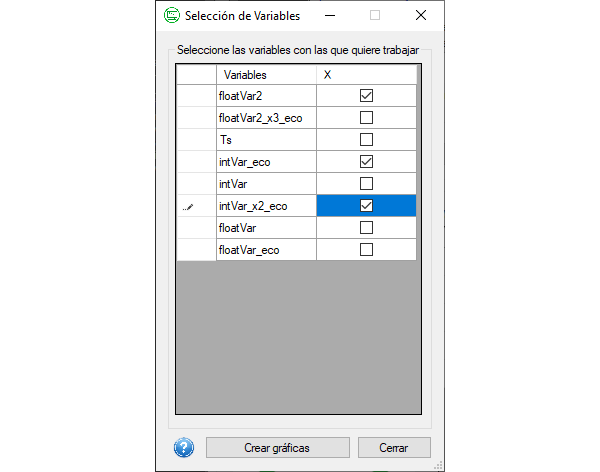 Selección de Variables
Seleccione las variables con las que quiere trabajar
Variables X
floatVar2
floatVar2_x3_eco
Ts
intVar_eco
intVar
intVar_x2_eco
floatVar
floatVar_eco
? Crear gráficas Cerrar